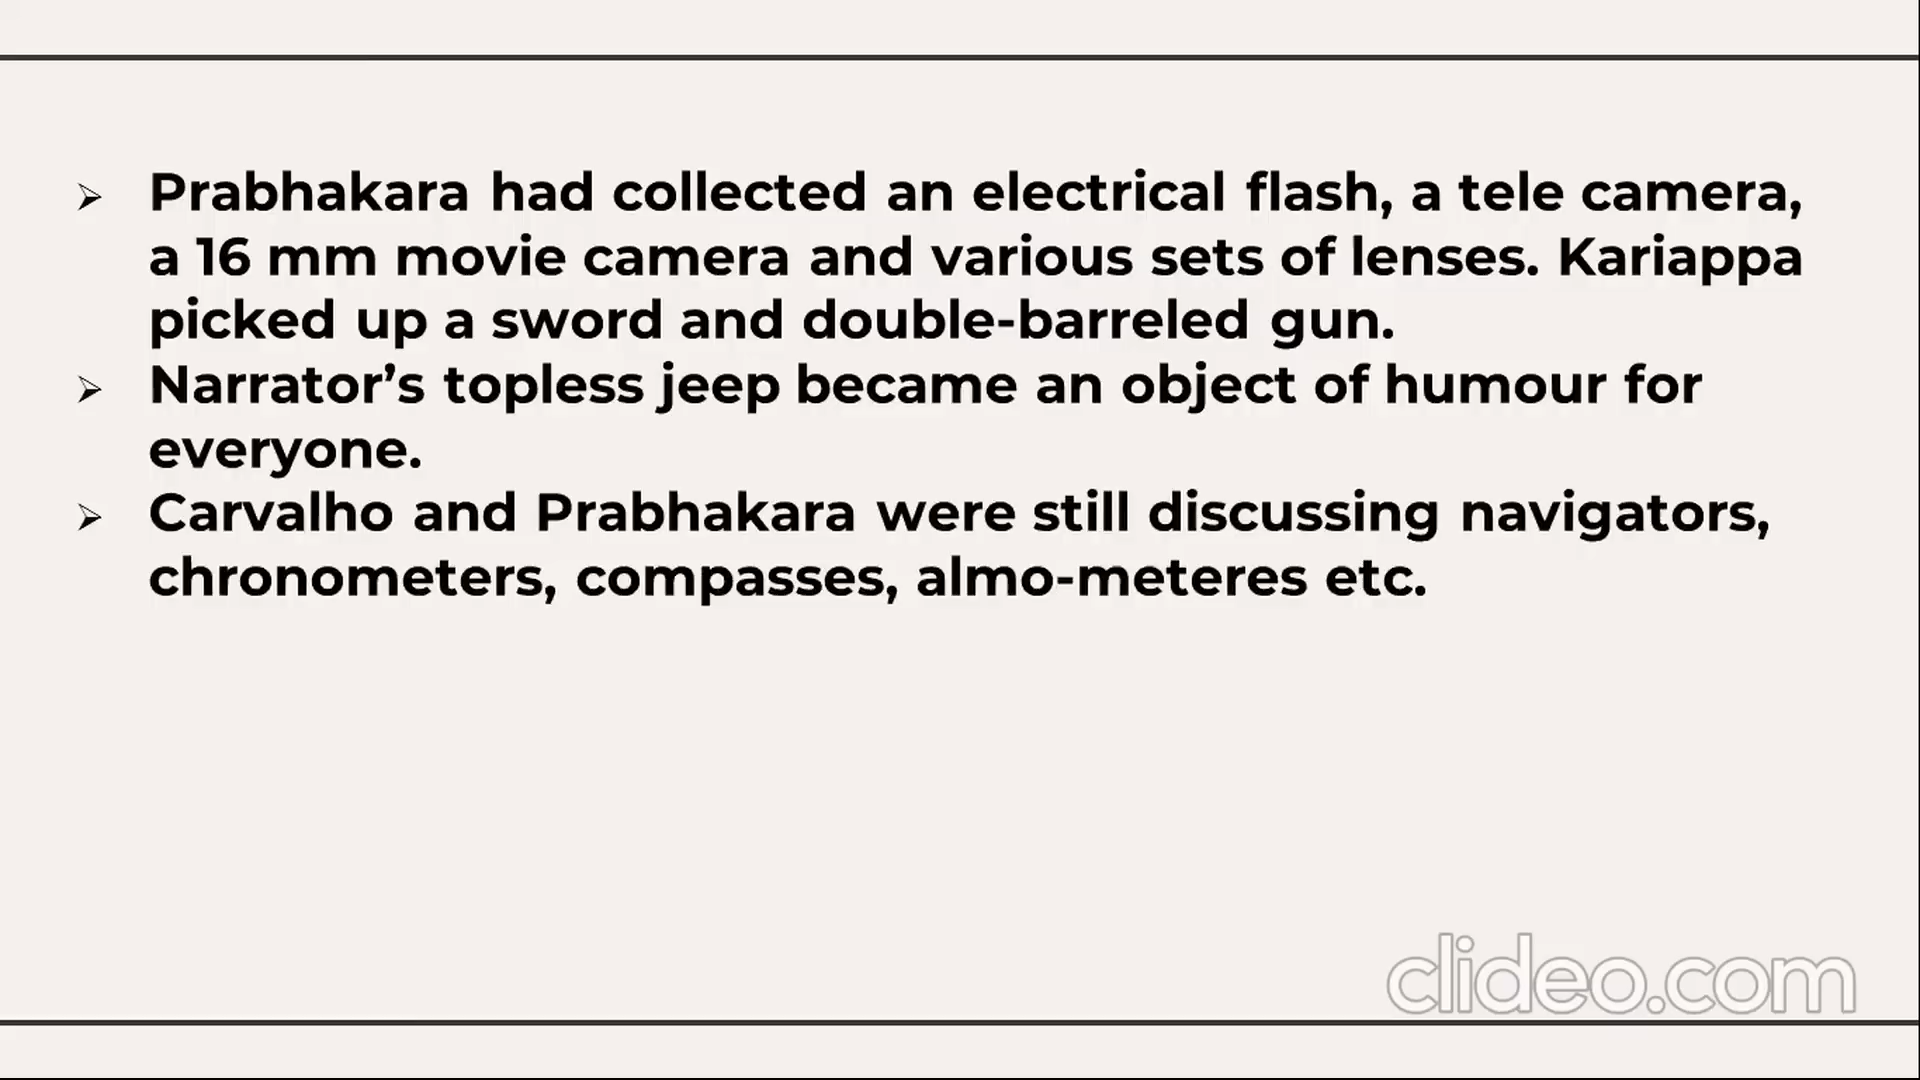 ➢ Prabhakara had collected an electrical flash, a tele camera,
a 16 mm movie camera and various sets of lenses. Kariappa
picked up a sword and double-barreled gun.
➢ Narrator’s topless jeep became an object of humour for
everyone.
➢ Carvalho and Prabhakara were still discussing navigators,
chronometers, compasses, almo-meteres etc.
clideo.com